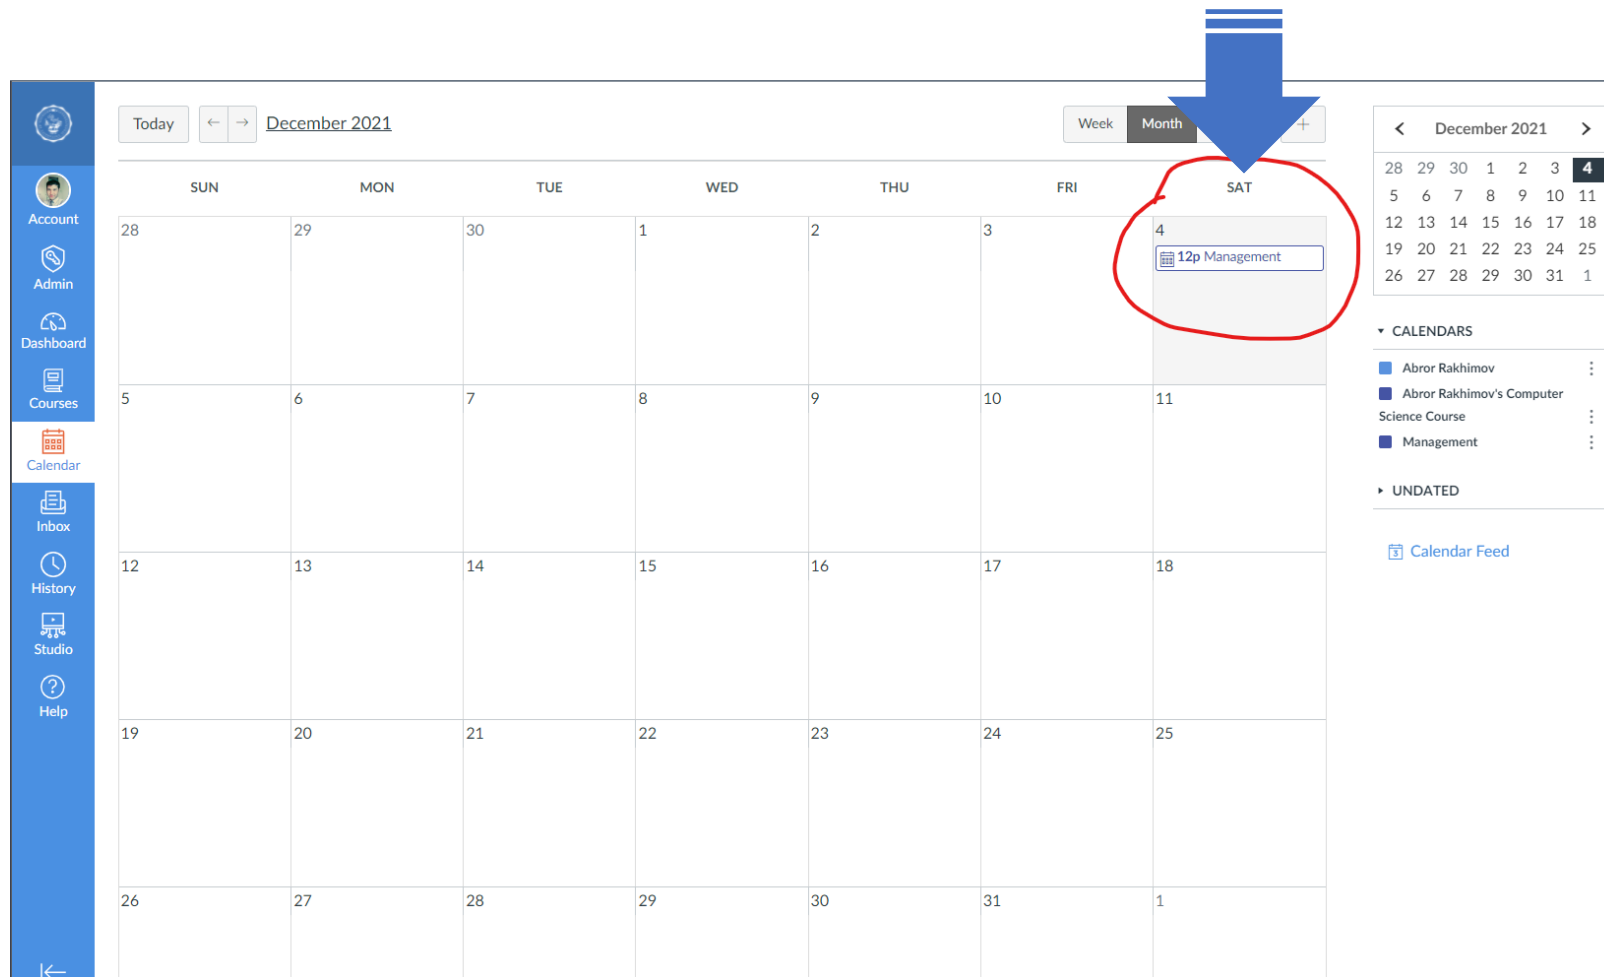 Today ← → December 2021
Week Month +
SUN MON TUE WED THU FRI SAT
28 29 30 1 2 3 4
12p Management
5 6 7 8 9 10 11
12 13 14 15 16 17 18
19 20 21 22 23 24 25
26 27 28 29 30 31 1
Account
Admin
Dashboard
Courses
Calendar
Inbox
History
Studio
Help
December 2021
28 29 30 1 2 3 4
5 6 7 8 9 10 11
12 13 14 15 16 17 18
19 20 21 22 23 24 25
26 27 28 29 30 31 1
CALENDARS
Abror Rakhimov
Abror Rakhimov's Computer
Science Course
Management
UNDATED
Calendar Feed